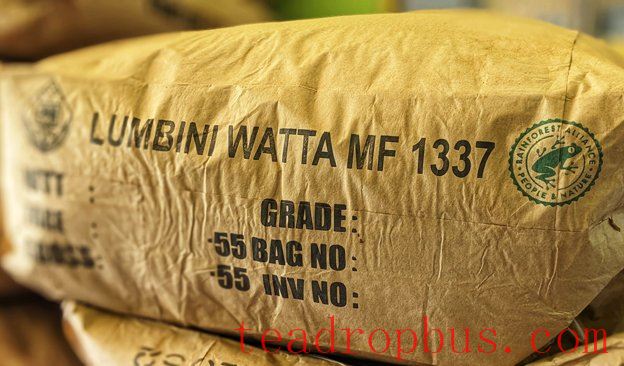 LUMBINI WATTA MF 1337
RAINFOREST ALLIANCE
PEOPLE & NATURE
GRADE:
·55 BAG NO :
·55 INV NO :
teadropbus.com